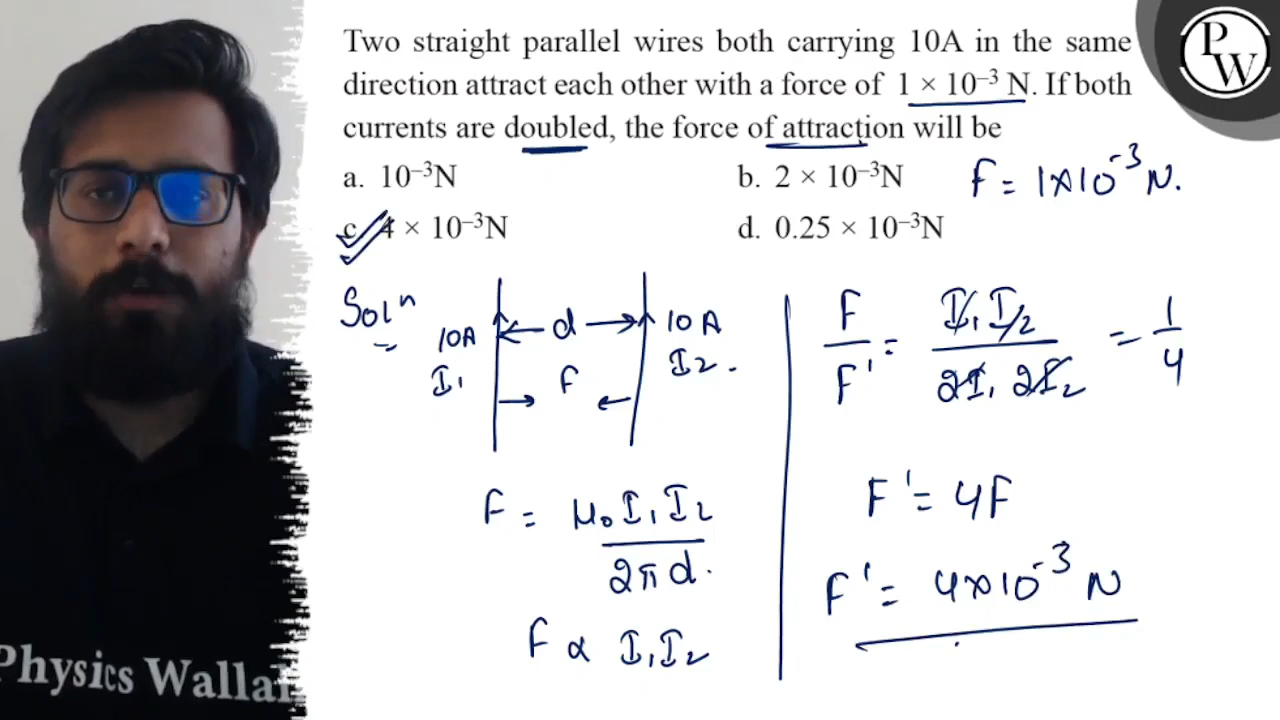 Two straight parallel wires both carrying 10A in the same
direction attract each other with a force of 1 × 10⁻³ N. If both
currents are doubled, the force of attraction will be
a. 10⁻³N
b. 2 × 10⁻³N
c. 4 × 10⁻³N
d. 0.25 × 10⁻³N
F = 1×10⁻³ N.
Solⁿ
10A
I₁
d
F
10A
I₂.
F = μ₀I₁I₂ / 2πd.
F ∝ I₁I₂
F / F' = I₁I₂ / 2I₁ 2I₂ = 1/4
F' = 4F
F' = 4×10⁻³ N
PW
Physics Walla